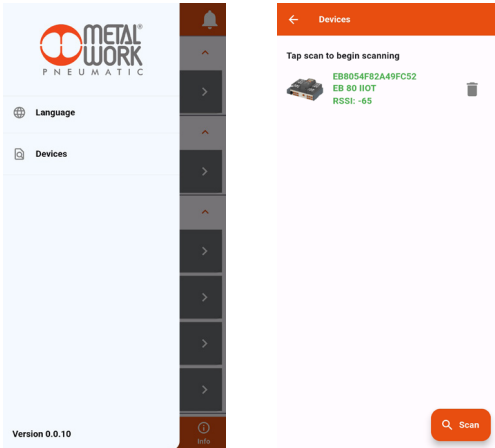 METAL®
WORK
PNEUMATIC
Language
Devices
Version 0.0.10
Info
Devices
Tap scan to begin scanning
EB8054F82A49FC52
EB 80 IIOT
RSSI: -65
Scan